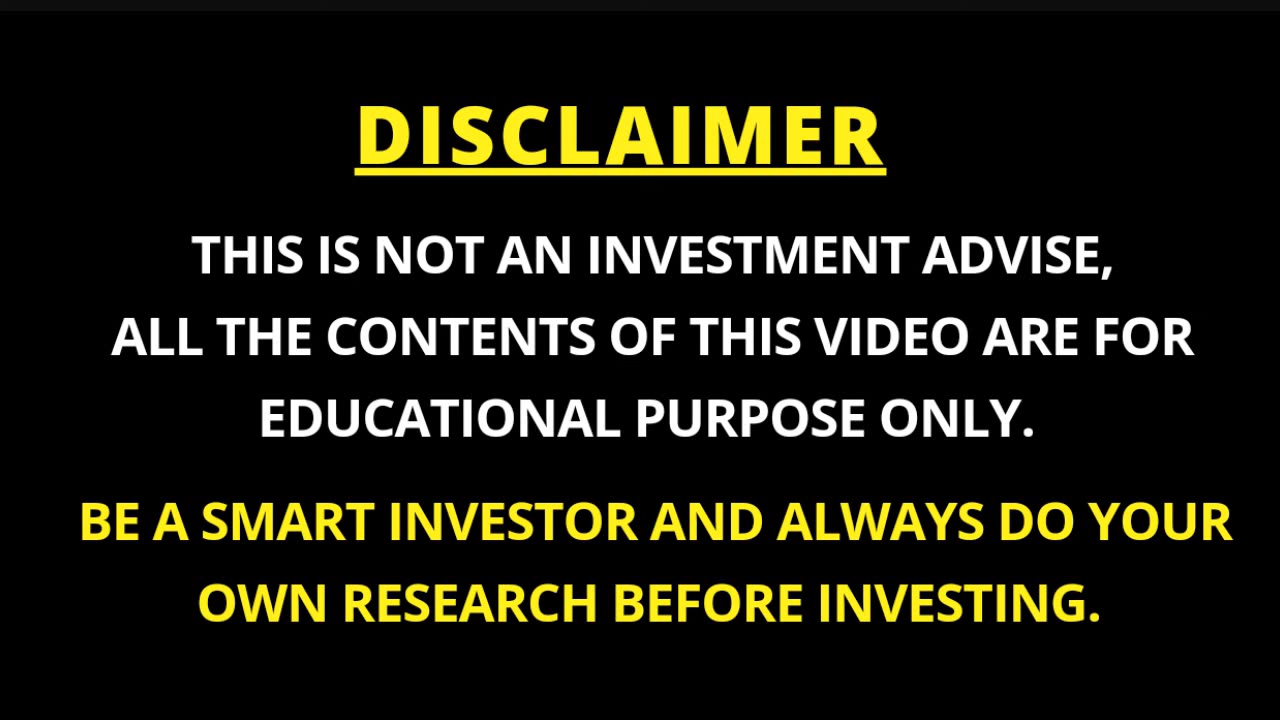 DISCLAIMER
THIS IS NOT AN INVESTMENT ADVISE,
ALL THE CONTENTS OF THIS VIDEO ARE FOR
EDUCATIONAL PURPOSE ONLY.
BE A SMART INVESTOR AND ALWAYS DO YOUR
OWN RESEARCH BEFORE INVESTING.